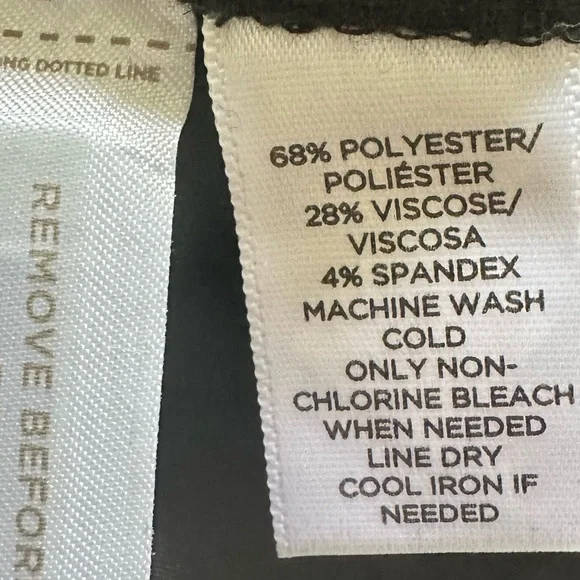 NG DOTTED LINE
REMOVE BEFOR
68% POLYESTER/
POLIÉSTER
28% VISCOSE/
VISCOSA
4% SPANDEX
MACHINE WASH
COLD
ONLY NON-
CHLORINE BLEACH
WHEN NEEDED
LINE DRY
COOL IRON IF
NEEDED